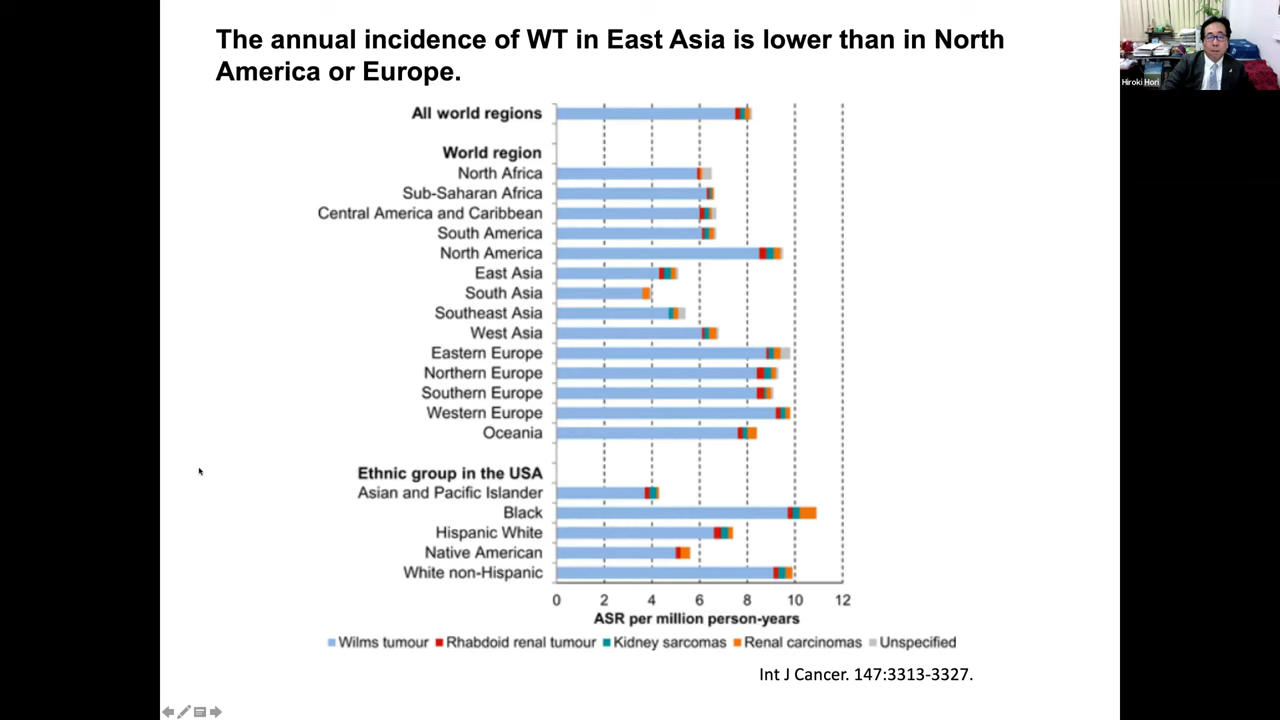 The annual incidence of WT in East Asia is lower than in North
America or Europe.
Hiroki Hori
All world regions
World region
North Africa
Sub-Saharan Africa
Central America and Caribbean
South America
North America
East Asia
South Asia
Southeast Asia
West Asia
Eastern Europe
Northern Europe
Southern Europe
Western Europe
Oceania
Ethnic group in the USA
Asian and Pacific Islander
Black
Hispanic White
Native American
White non-Hispanic
0 2 4 6 8 10 12
ASR per million person-years
Wilms tumour Rhabdoid renal tumour Kidney sarcomas Renal carcinomas Unspecified
Int J Cancer. 147:3313-3327.